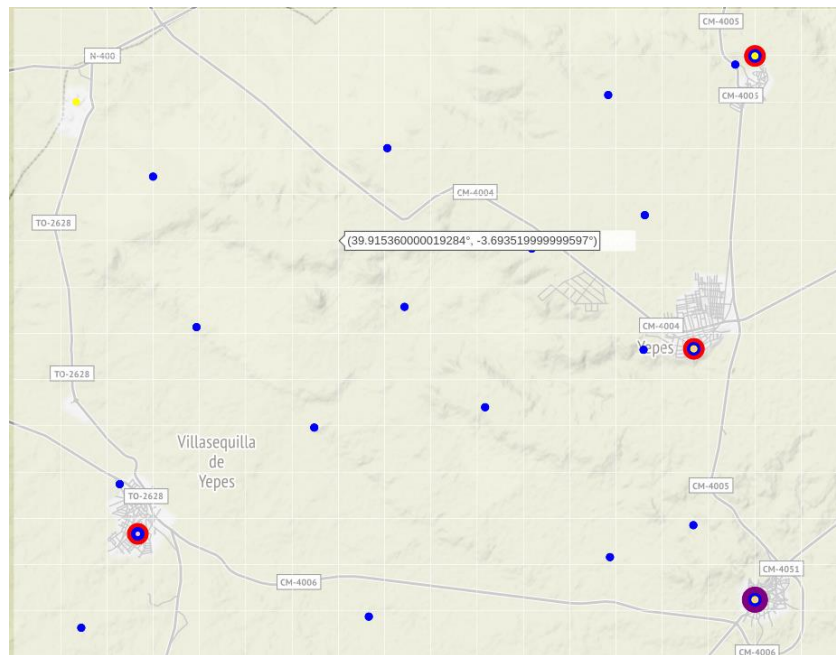 CM-4005
N-400
CM-4005
CM-4004
TO-2628
(39.915360000019284°, -3.693519999999597°)
CM-4004
Yepes
TO-2628
Villasequilla
de
Yepes
CM-4005
TO-2628
CM-4051
CM-4006
CM-4006